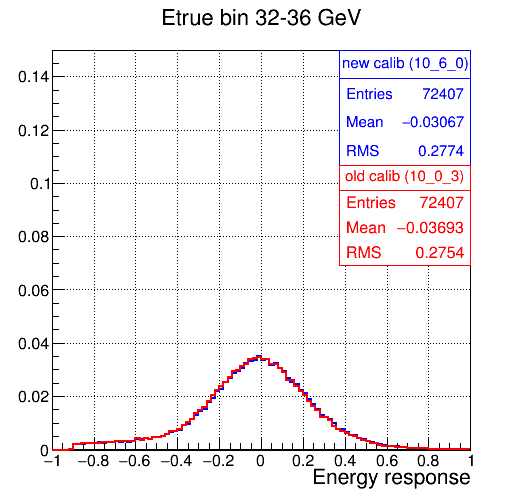 Etrue bin 32-36 GeV
new calib (10_6_0)
Entries 72407
Mean −0.03067
RMS 0.2774
old calib (10_0_3)
Entries 72407
Mean −0.03693
RMS 0.2754
0.14
0.12
0.1
0.08
0.06
0.04
0.02
0
−1 −0.8 −0.6 −0.4 −0.2 0 0.2 0.4 0.6 0.8 1
Energy response